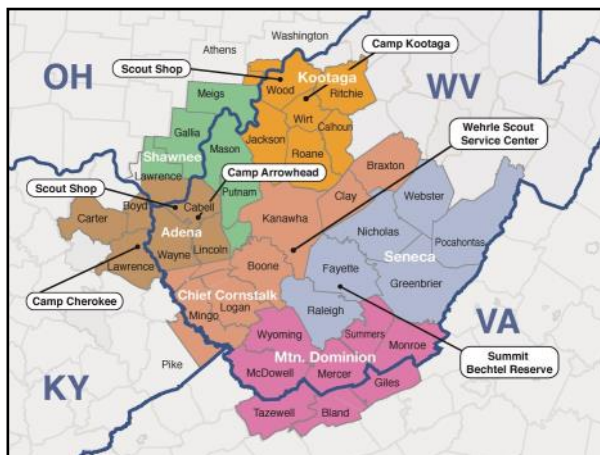 Washington
Athens
Camp Kootaga
OH
Scout Shop
Kootaga
WV
Wood
Ritchie
Meigs
Wirt
Calhoun
Gallia
Mason
Jackson
Roane
Wehrle Scout
Service Center
Shawnee
Lawrence
Camp Arrowhead
Braxton
Scout Shop
Putnam
Clay
Webster
Boyd
Cabell
Carter
Kanawha
Adena
Nicholas
Pocahontas
Wayne
Lincoln
Lawrence
Boone
Seneca
Fayette
Greenbrier
Camp Cherokee
Chief Cornstalk
Logan
Raleigh
Mingo
VA
Wyoming
Summers
Monroe
Pike
Mtn. Dominion
Summit
Bechtel Reserve
McDowell
Mercer
KY
Giles
Tazewell
Bland